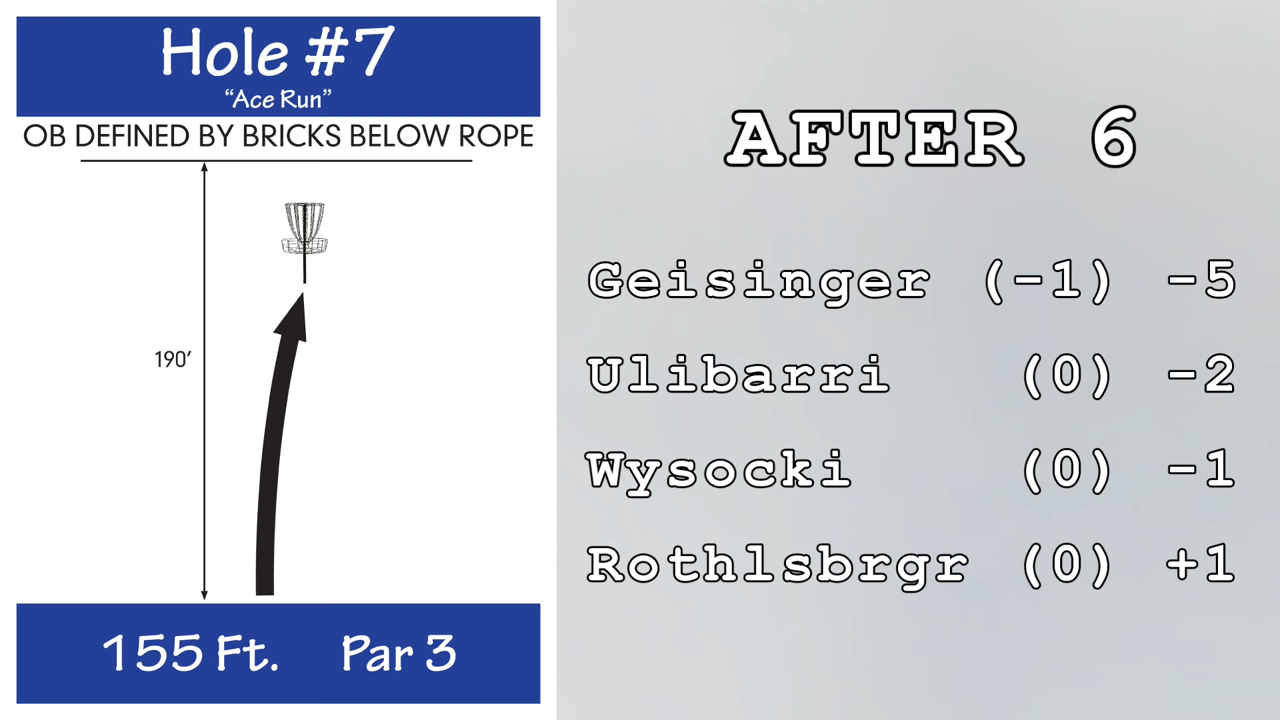 Hole #7
“Ace Run”
OB DEFINED BY BRICKS BELOW ROPE
190’
155 Ft. Par 3
AFTER 6
Geisinger (-1) -5
Ulibarri (0) -2
Wysocki (0) -1
Rothlsbrgr (0) +1